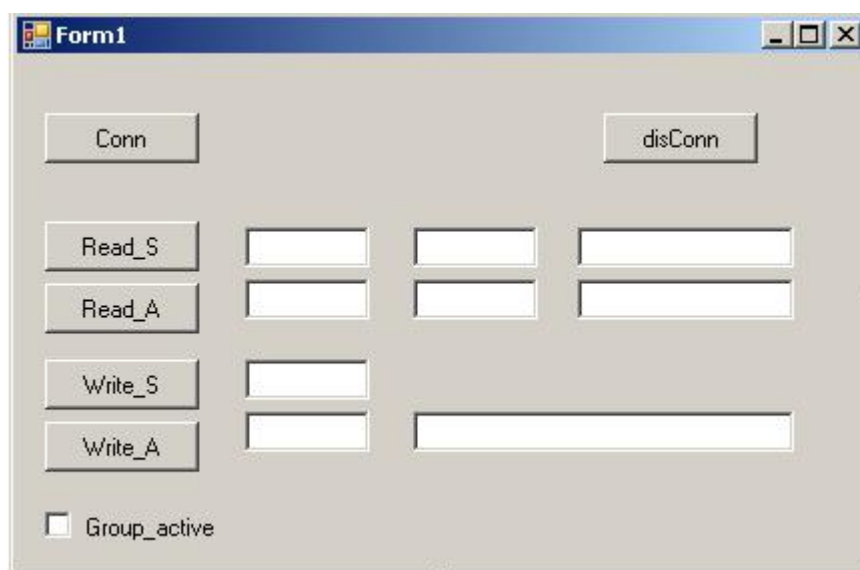 Form1
Conn
disConn
Read_S
Read_A
Write_S
Write_A
Group_active